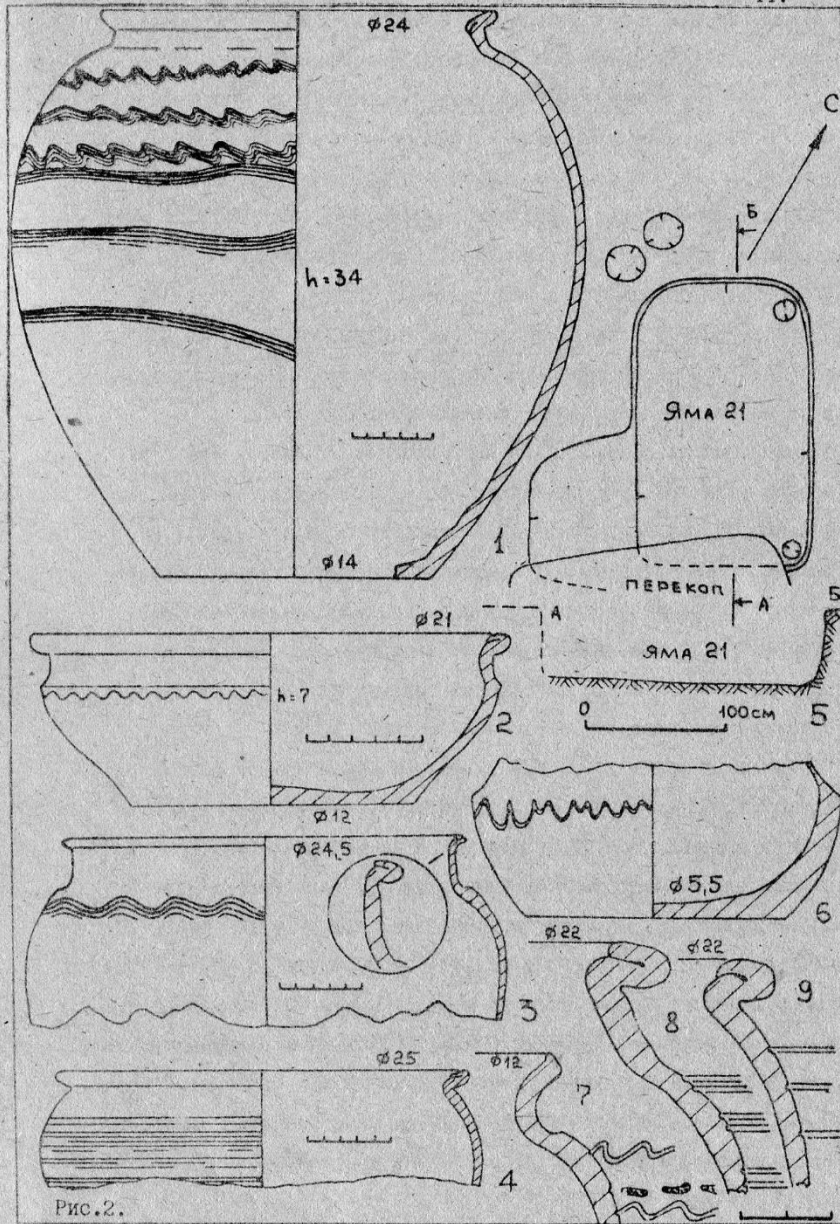 ø24
С
Б
h=34
ЯМА 21
ø14
1
ПЕРЕКОП
А
А
Б
ø21
ЯМА 21
h=7
2
0
100см
5
ø12
ø24,5
ø5,5
6
3
ø22
ø22
9
8
ø25
ø12
7
4
Рис.2.